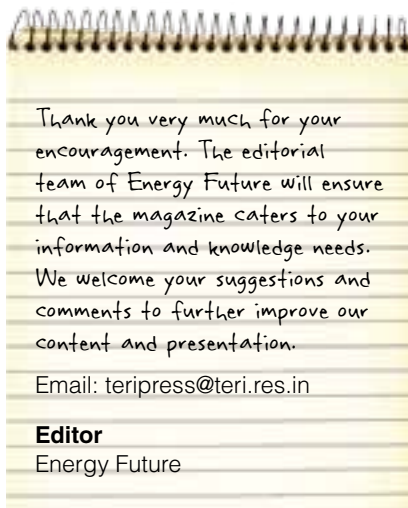 Thank you very much for your
encouragement. The editorial
team of Energy Future will ensure
that the magazine caters to your
information and knowledge needs.
We welcome your suggestions and
comments to further improve our
content and presentation.
Email: teripress@teri.res.in
Editor
Energy Future